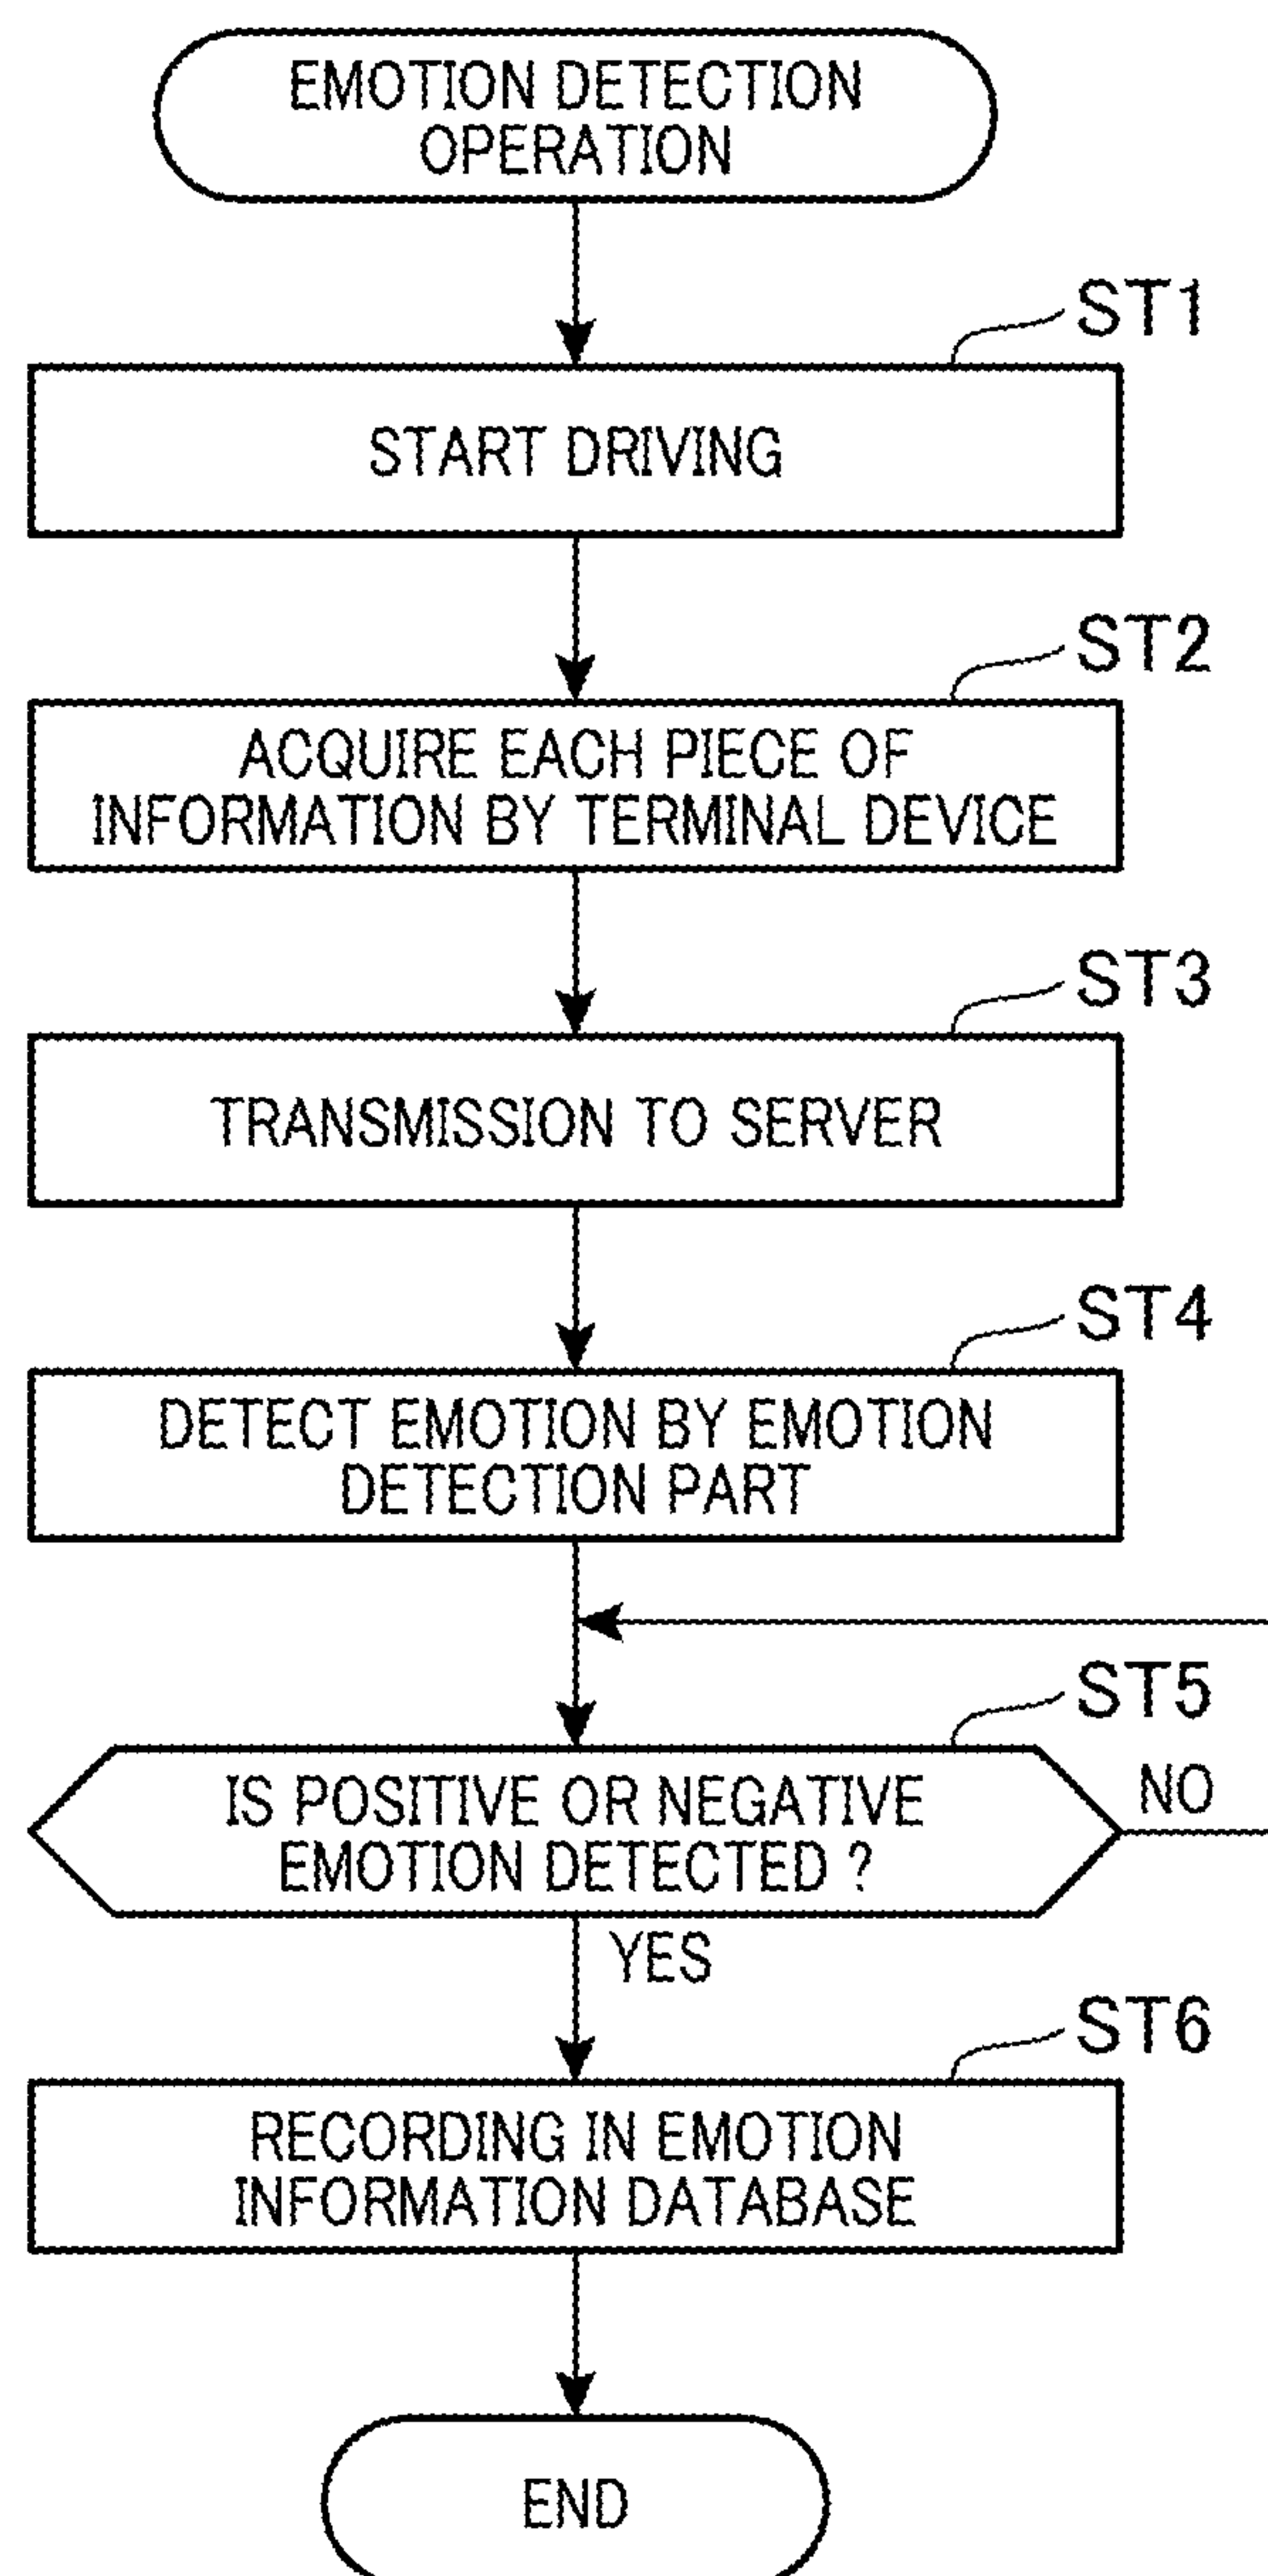 EMOTION DETECTION
OPERATION
ST1
START DRIVING
ST2
ACQUIRE EACH PIECE OF
INFORMATION BY TERMINAL DEVICE
ST3
TRANSMISSION TO SERVER
ST4
DETECT EMOTION BY EMOTION
DETECTION PART
ST5
IS POSITIVE OR NEGATIVE
EMOTION DETECTED ?
NO
YES
ST6
RECORDING IN EMOTION
INFORMATION DATABASE
END